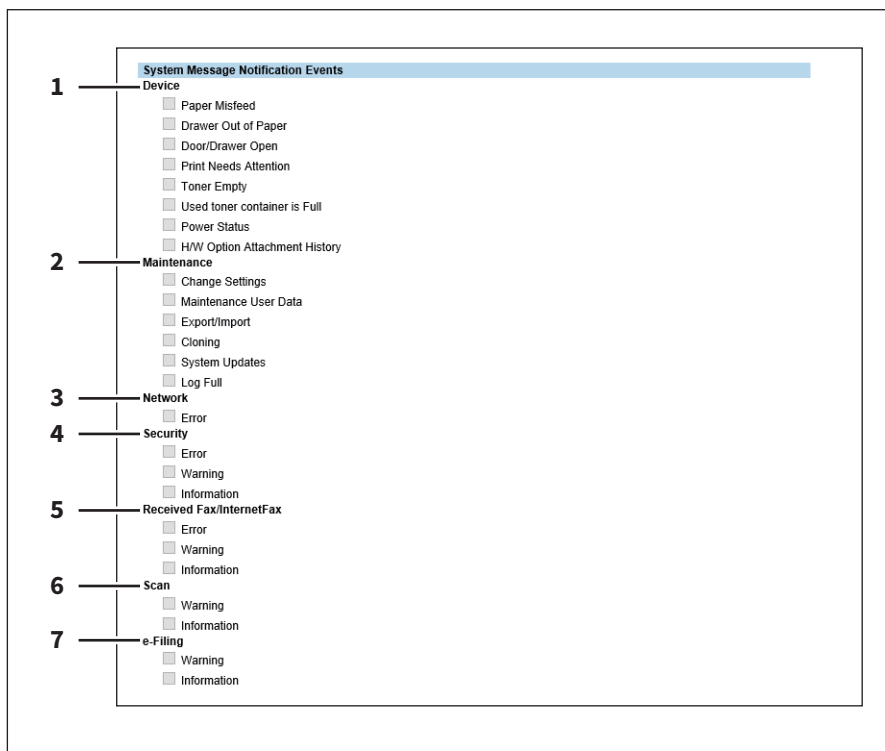 System Message Notification Events
1 Device
Paper Misfeed
Drawer Out of Paper
Door/Drawer Open
Print Needs Attention
Toner Empty
Used toner container is Full
Power Status
H/W Option Attachment History
2 Maintenance
Change Settings
Maintenance User Data
Export/Import
Cloning
System Updates
Log Full
3 Network
Error
4 Security
Error
Warning
Information
5 Received Fax/InternetFax
Error
Warning
Information
6 Scan
Warning
Information
7 e-Filing
Warning
Information